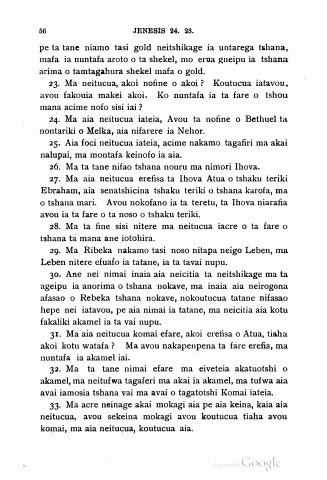 56 JENESIS 24. 23.
pe ta tane niamo tasi gold neitshikage ia untarega tshana,
mafa ia nuntafa aroto o ta shekel, mo erua gneipu ia tshana
arima o tamtagahura shekel mafa o gold.
23. Ma neitucua, akoi nofine o akoi? Koutucua iatavou,
avou fakouia makei akoi. Ko nuntafa ia ta fare o tshou
mana acime nofo sisi iai?
24. Ma aia neitucua iateia, Avou ta nofine o Bethuel ta
nontariki o Melka, aia nifarere ia Nehor.
25. Aia foci neitucua iateia, acime nakamo tagafiri ma akai
nalupai, ma montafa keinofo ia aia.
26. Ma ta tane nifao tshana nouru ma nimori Ihova.
27. Ma aia neitucua erefisa ta Ihova Atua o tshaku teriki
Ebraham, aia senatshicina tshaku teriki o tshana karofa, ma
o tshana mari. Avou nokofano ia ta teretu, ta Ihova niarafia
avou ia ta fare o ta noso o tshaku teriki.
28. Ma ta fine sisi nitere ma neitucua iacre o ta fare o
tshana ta mana ane iotohira.
29. Ma Ribeka nakamo tasi noso nitapa neigo Leben, ma
Leben nitere efuafo ia tatane, ia ta tavai nupu.
30. Ane nei nimai inaia aia neicitia ta neitshikage ma ta
ageipu ia anorima o tshana nokave, ma inaia aia neirogona
afasao o Rebeka tshana nokave, nokoutucua tatane nifasao
hepe nei iatavou, pe aia nimai ia tatane, ma neicitia aia kotu
fakaliki akamel ia ta vai nupu.
31. Ma aia neitucua komai efare, akoi erefisa o Atua, tiaha
akoi kotu watafa? Ma avou nakapenpena ta fare erefia, ma
nuntafa ia akamel iai.
32. Ma ta tane nimai efare ma eiveteia akatuotshi o
akamel, ma neitufwa tagaferi ma akai ia akamel, ma tufwa aia
avai iamosia tshana vai ma avai o tagatotshi Komai iateia.
33. Ma acre neinage akai mokagi aia pe aia keina, kaia aia
neitucua, avou sekeina mokagi avou koutucua tiaha avou
komai, ma aia neitucua, koutucua aia.
Digitized by Google